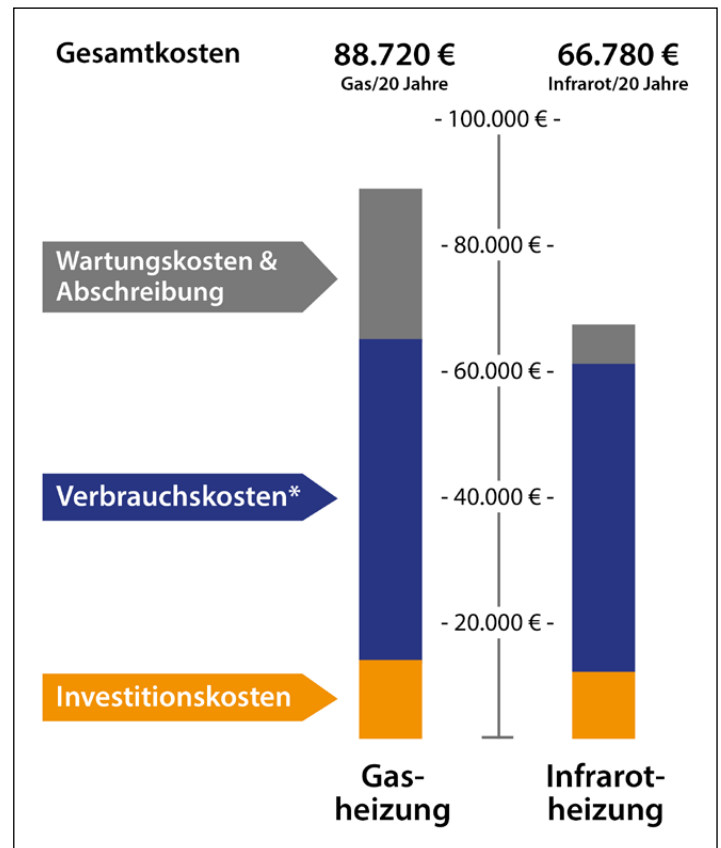 Gesamtkosten
88.720 €
Gas/20 Jahre
66.780 €
Infrarot/20 Jahre
- 100.000 € -
Wartungskosten &
Abschreibung
- 80.000 € -
- 60.000 € -
Verbrauchskosten*
- 40.000 € -
- 20.000 € -
Investitionskosten
Gas-
heizung
Infrarot-
heizung